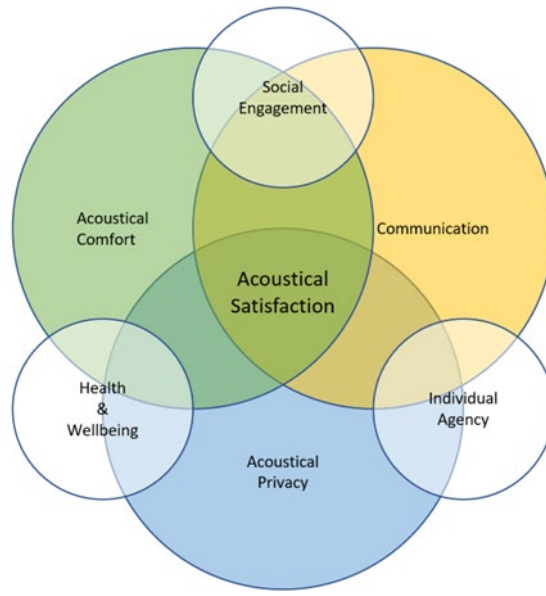 Social
Engagement
Acoustical
Comfort
Communication
Acoustical
Satisfaction
Health
&
Wellbeing
Individual
Agency
Acoustical
Privacy